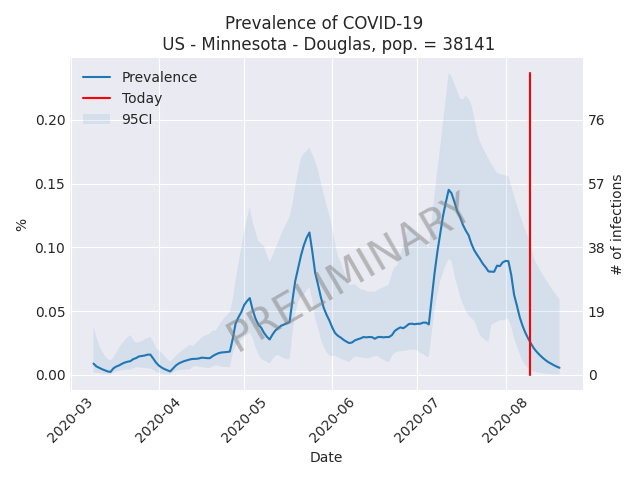 Prevalence of COVID-19
US - Minnesota - Douglas, pop. = 38141
Prevalence
Today
95CI
0.20
0.15
0.10
0.05
0.00
%
76
57
38
19
0
# of infections
PRELIMINARY
2020-03
2020-04
2020-05
2020-06
2020-07
2020-08
Date